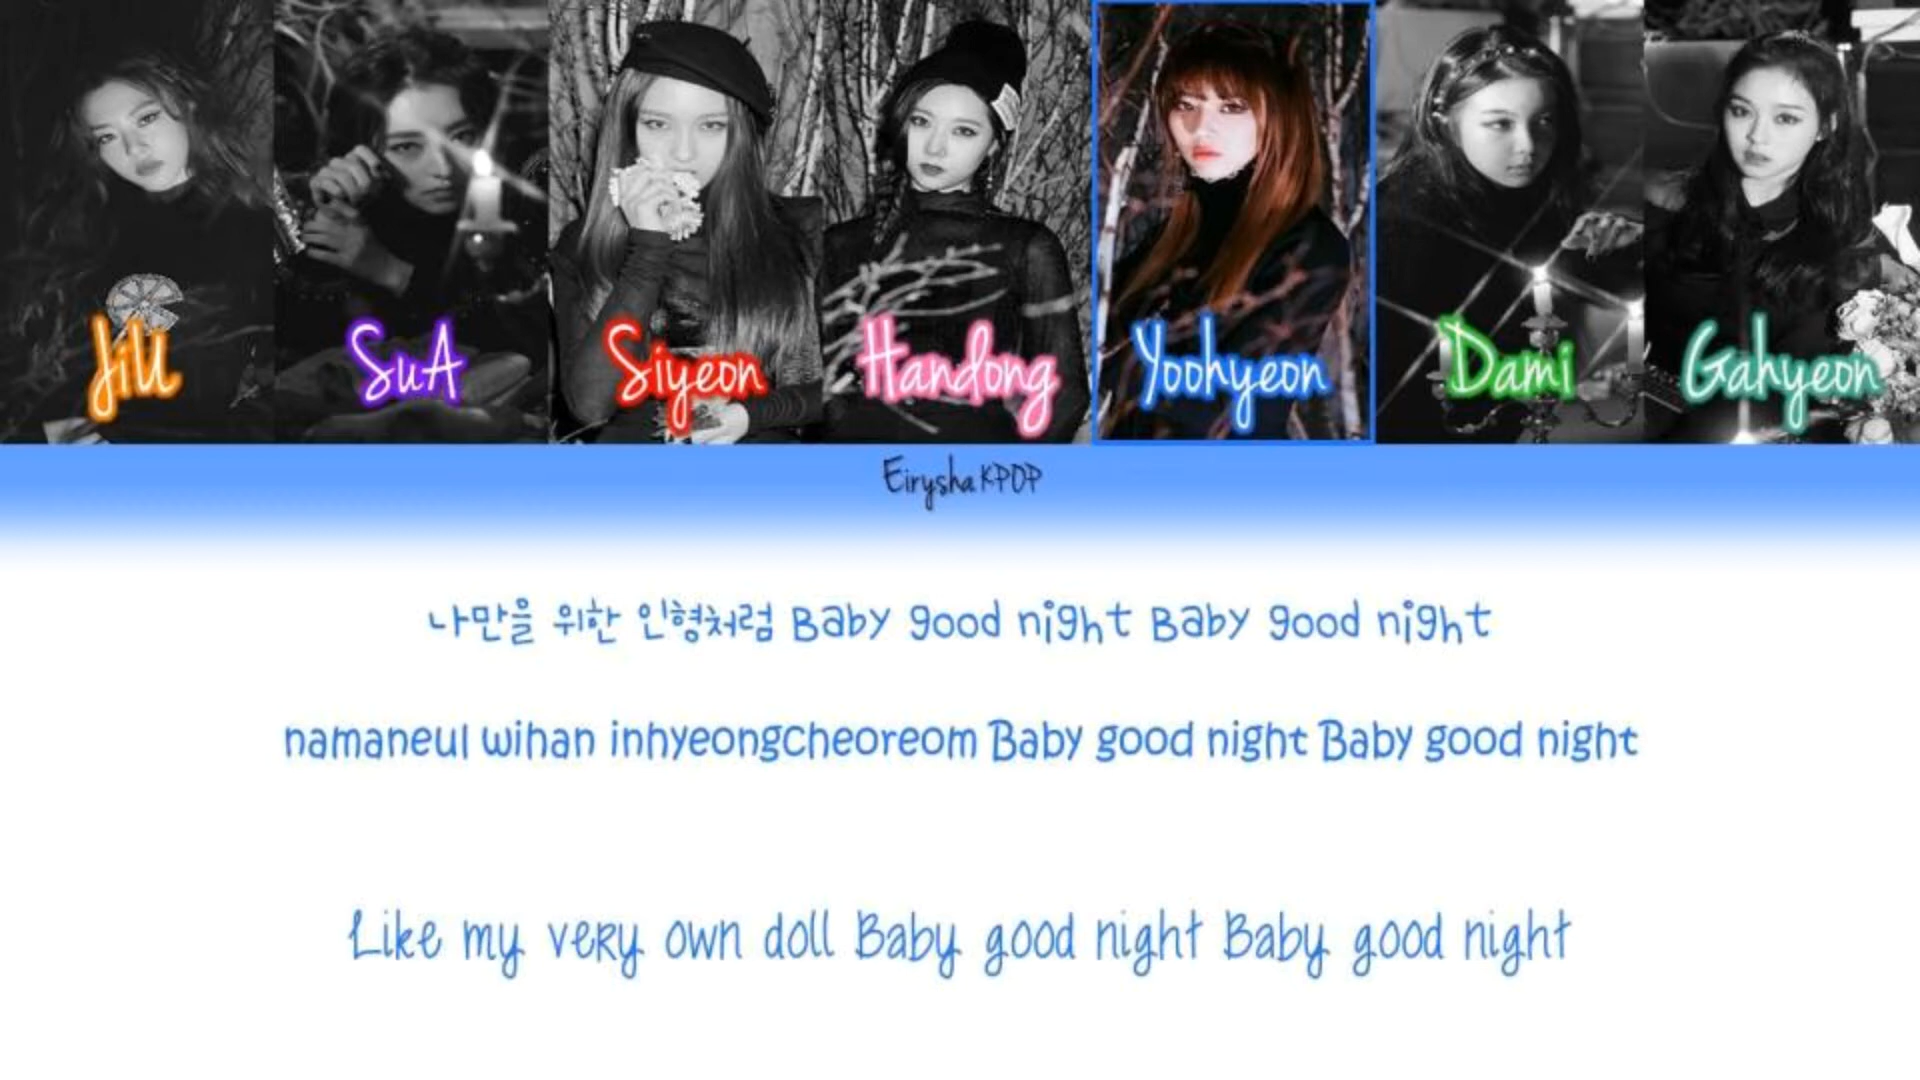 JiU
SuA
Siyeon
Handong
Yoohyeon
Dami
Gahyeon
Eirysha KPOP
나만을 위한 인형처럼 Baby good night Baby good night
namaneul wihan inhyeongcheoreom Baby good night Baby good night
Like my very own doll Baby good night Baby good night